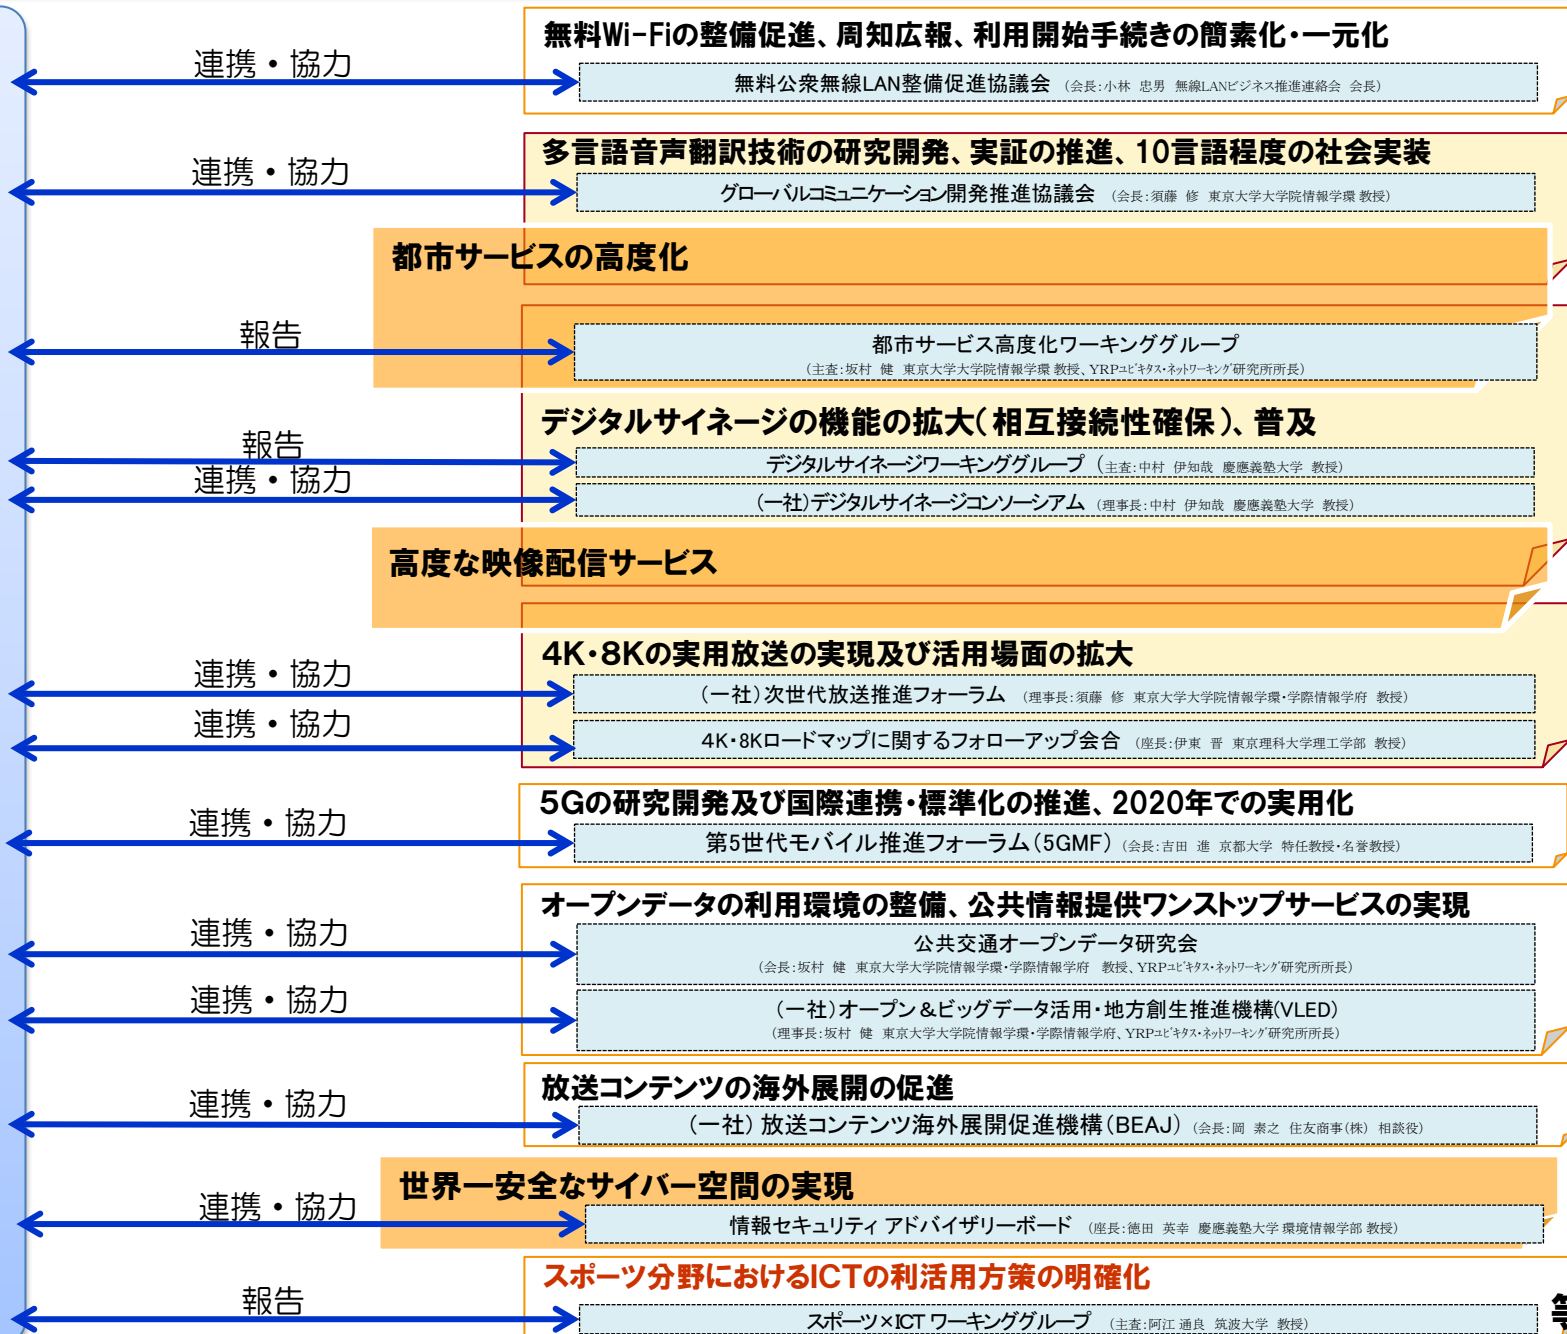 無料Wi-Fiの整備促進、周知広報、利用開始手続きの簡素化・一元化
連携・協力
無料公衆無線LAN整備促進協議会 （会長：小林 忠男 無線LANビジネス推進連絡会 会長）
多言語音声翻訳技術の研究開発、実証の推進、10言語程度の社会実装
連携・協力
グローバルコミュニケーション開発推進協議会 （会長：須藤 修 東京大学大学院情報学環 教授）
都市サービスの高度化
報告
都市サービス高度化ワーキンググループ
（主査：坂村 健 東京大学大学院情報学環 教授、YRPユビキタス・ネットワーキング研究所所長）
デジタルサイネージの機能の拡大（相互接続性確保）、普及
報告
デジタルサイネージワーキンググループ （主査：中村 伊知哉 慶應義塾大学 教授）
連携・協力
（一社）デジタルサイネージコンソーシアム （理事長：中村 伊知哉 慶應義塾大学 教授）
高度な映像配信サービス
4K・8Kの実用放送の実現及び活用場面の拡大
連携・協力
（一社）次世代放送推進フォーラム （理事長：須藤 修 東京大学大学院情報学環・学際情報学府 教授）
連携・協力
4K・8Kロードマップに関するフォローアップ会合 （座長：伊東 晋 東京理科大学理工学部 教授）
5Gの研究開発及び国際連携・標準化の推進、2020年での実用化
連携・協力
第5世代モバイル推進フォーラム（5GMF） （会長：吉田 進 京都大学 特任教授・名誉教授）
オープンデータの利用環境の整備、公共情報提供ワンストップサービスの実現
連携・協力
公共交通オープンデータ研究会
（会長：坂村 健 東京大学大学院情報学環・学際情報学府 教授、YRPユビキタス・ネットワーキング研究所所長）
連携・協力
（一社）オープン＆ビッグデータ活用・地方創生推進機構(VLED)
（理事長：坂村 健 東京大学大学院情報学環・学際情報学府、YRPユビキタス・ネットワーキング研究所所長）
放送コンテンツの海外展開の促進
連携・協力
（一社）放送コンテンツ海外展開促進機構（BEAJ） （会長：岡 素之 住友商事（株） 相談役）
世界一安全なサイバー空間の実現
連携・協力
情報セキュリティ アドバイザリーボード （座長：徳田 英幸 慶應義塾大学 環境情報学部 教授）
スポーツ分野におけるICTの利活用方策の明確化
報告
スポーツ×ICT ワーキンググループ （主査：阿江 通良 筑波大学 教授）
等